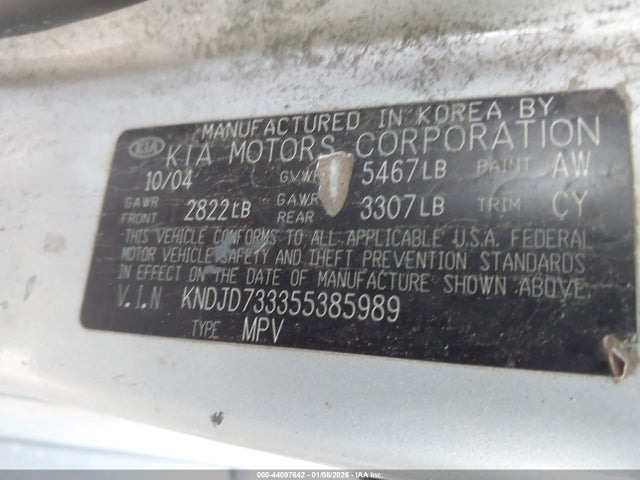 MANUFACTURED IN KOREA BY
KIA KIA MOTORS CORPORATION
10/04 GVWR 5467LB PAINT AW
GAWR FRONT 2822LB GAWR REAR 3307LB TRIM CY
THIS VEHICLE CONFORMS TO ALL APPLICABLE U.S.A. FEDERAL
MOTOR VEHICLE SAFETY AND THEFT PREVENTION STANDARDS
IN EFFECT ON THE DATE OF MANUFACTURE SHOWN ABOVE.
V.I.N KNDJD733355385989
TYPE MPV
000-44097642 - 01/08/2026 - IAA Inc. Copyright